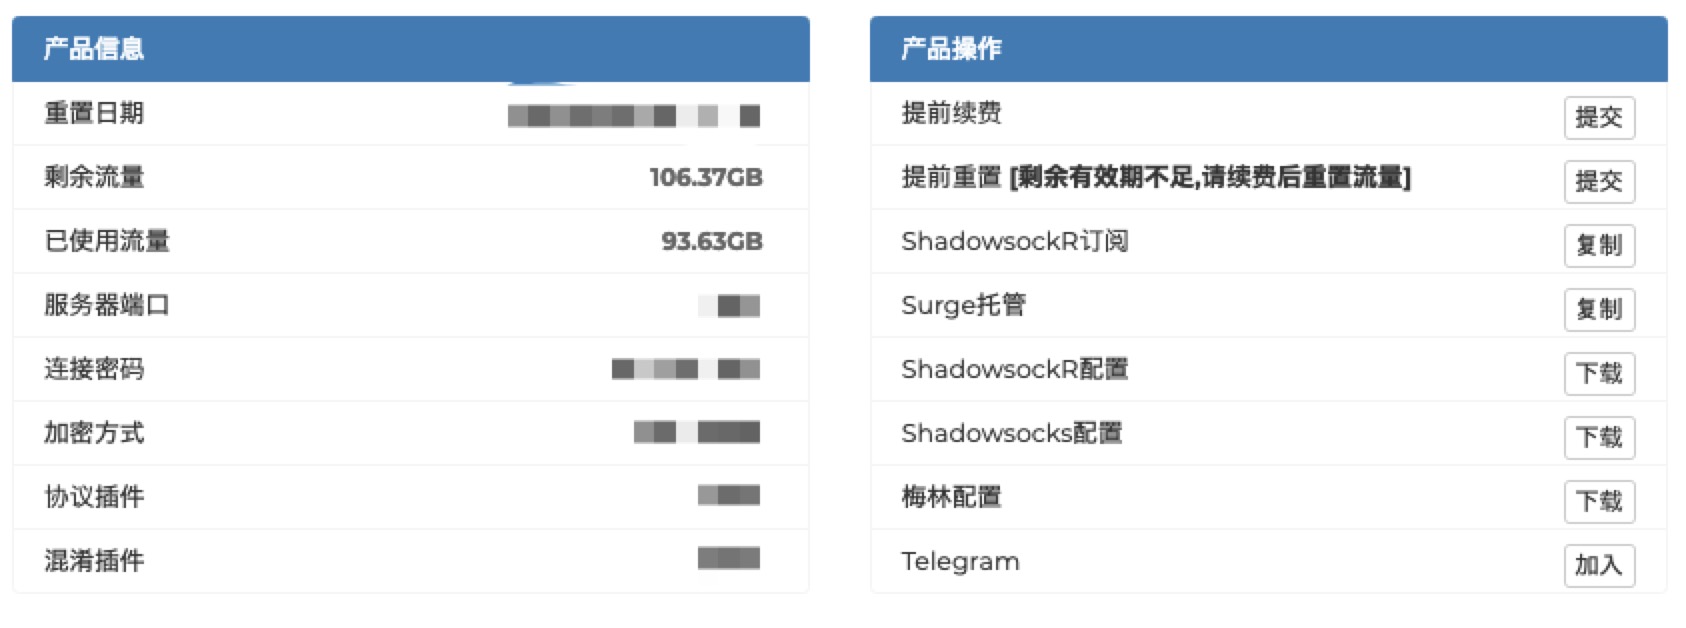 产品信息
重置日期
剩余流量 106.37GB
已使用流量 93.63GB
服务器端口
连接密码
加密方式
协议插件
混淆插件
产品操作
提前续费 提交
提前重置 [剩余有效期不足,请续费后重置流量] 提交
ShadowsockR订阅 复制
Surge托管 复制
ShadowsockR配置 下载
Shadowsocks配置 下载
梅林配置 下载
Telegram 加入